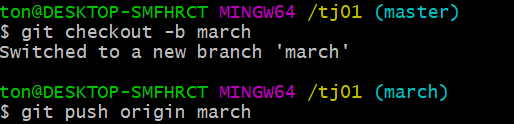 ton@DESKTOP-SMFHRCT MINGW64 /tj01 (master)
$ git checkout -b march
Switched to a new branch 'march'
ton@DESKTOP-SMFHRCT MINGW64 /tj01 (march)
$ git push origin march